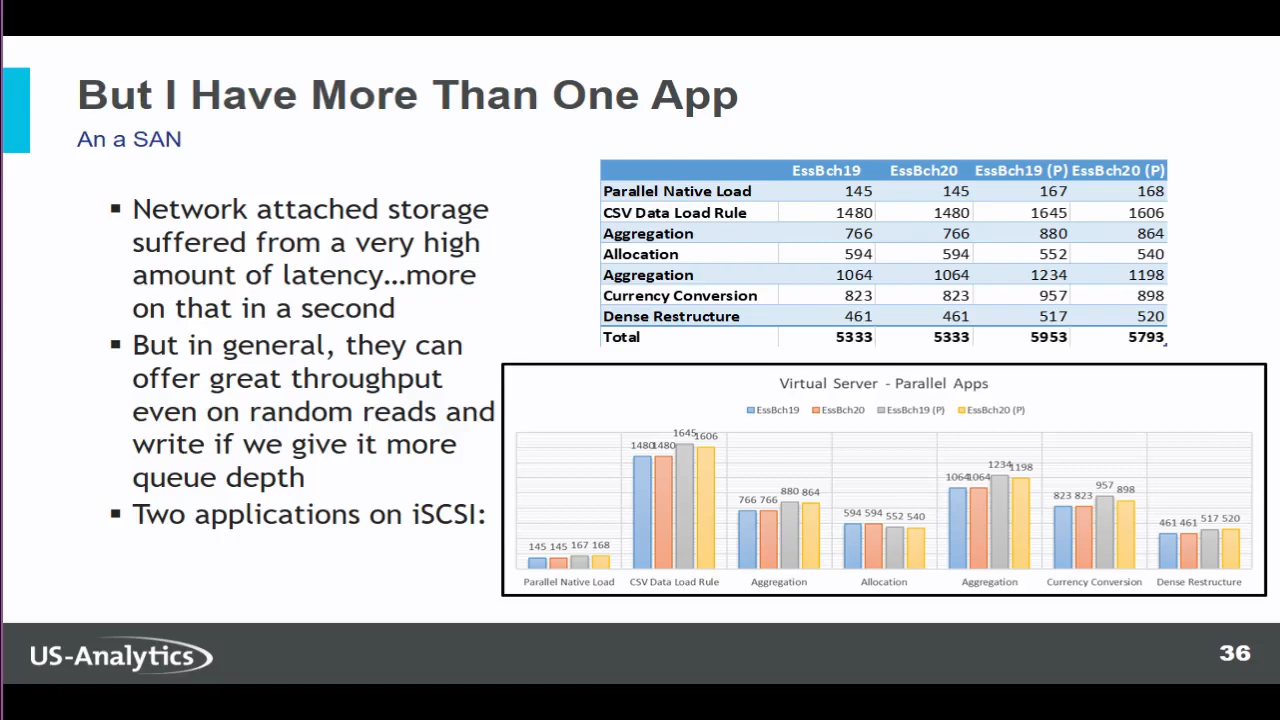 But I Have More Than One App
An a SAN
▪ Network attached storage
suffered from a very high
amount of latency...more
on that in a second
▪ But in general, they can
offer great throughput
even on random reads and
write if we give it more
queue depth
▪ Two applications on iSCSI:
EssBch19 EssBch20 EssBch19 (P) EssBch20 (P)
Parallel Native Load 145 145 167 168
CSV Data Load Rule 1480 1480 1645 1606
Aggregation 766 766 880 864
Allocation 594 594 552 540
Aggregation 1064 1064 1234 1198
Currency Conversion 823 823 957 898
Dense Restructure 461 461 517 520
Total 5333 5333 5953 5793
Virtual Server - Parallel Apps
EssBch19 EssBch20 EssBch19 (P) EssBch20 (P)
145 145 167 168
1480 1480 1645 1606
766 766 880 864
594 594 552 540
1064 1064 1234 1198
823 823 957 898
461 461 517 520
Parallel Native Load CSV Data Load Rule Aggregation Allocation Aggregation Currency Conversion Dense Restructure
US-Analytics
36